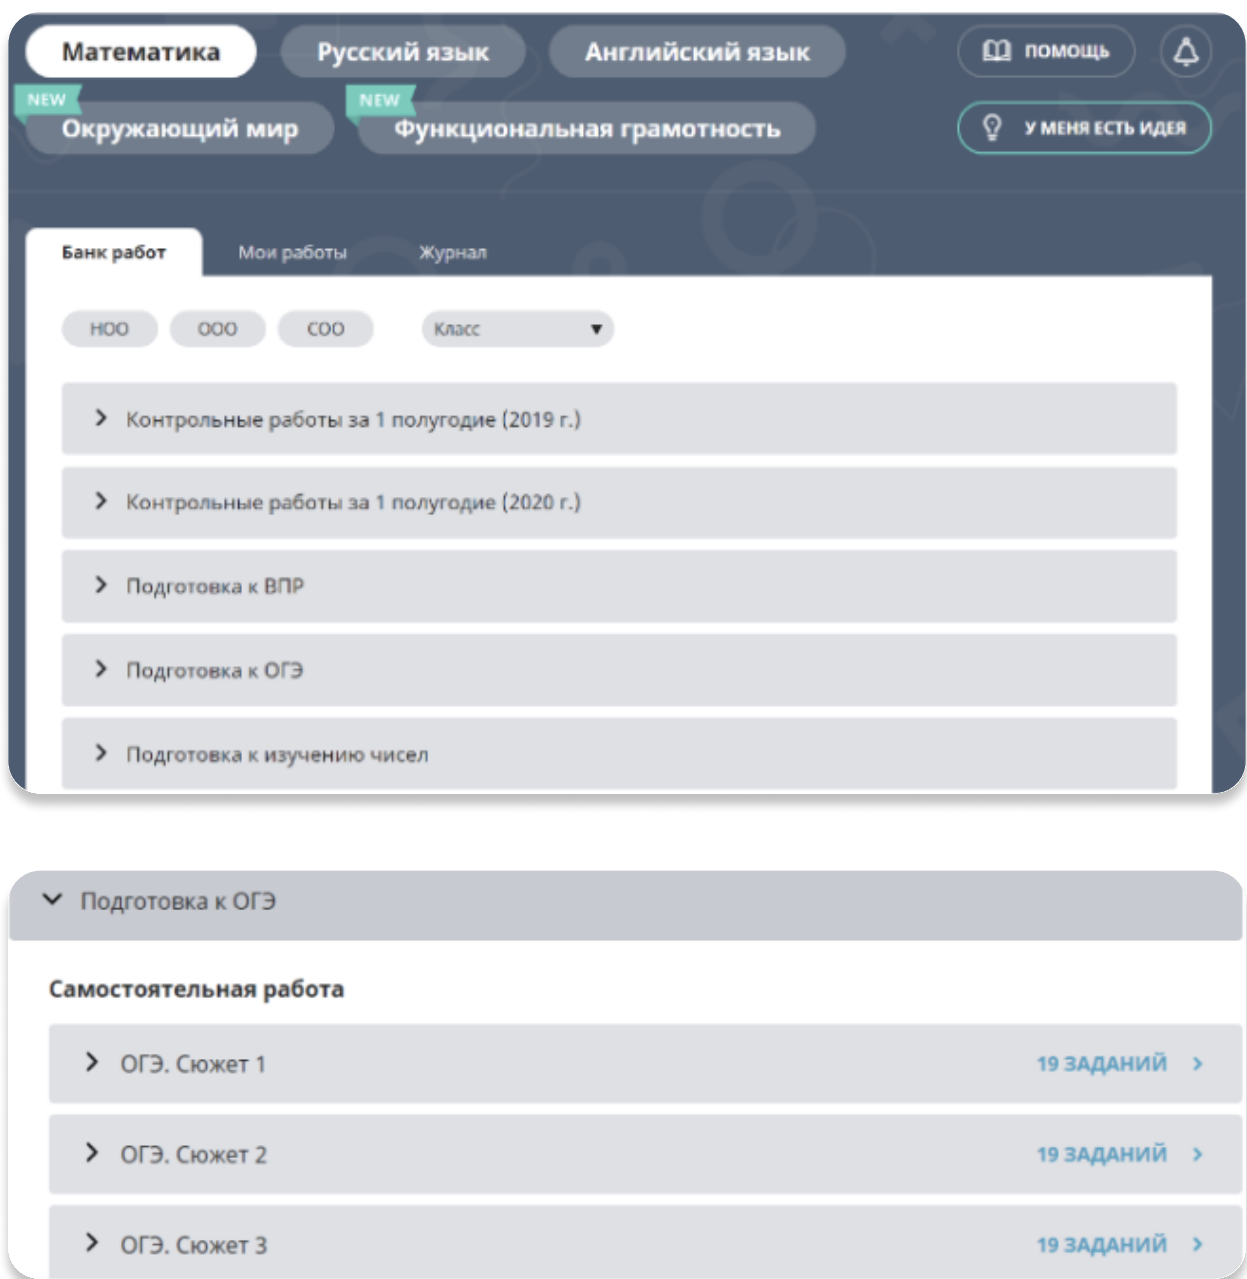 Математика Русский язык Английский язык ПОМОЩЬ
NEW NEW
Окружающий мир Функциональная грамотность У МЕНЯ ЕСТЬ ИДЕЯ
Банк работ Мои работы Журнал
НОО ООО СОО Класс
Контрольные работы за 1 полугодие (2019 г.)
Контрольные работы за 1 полугодие (2020 г.)
Подготовка к ВПР
Подготовка к ОГЭ
Подготовка к изучению чисел
Подготовка к ОГЭ
Самостоятельная работа
ОГЭ. Сюжет 1 19 ЗАДАНИЙ
ОГЭ. Сюжет 2 19 ЗАДАНИЙ
ОГЭ. Сюжет 3 19 ЗАДАНИЙ